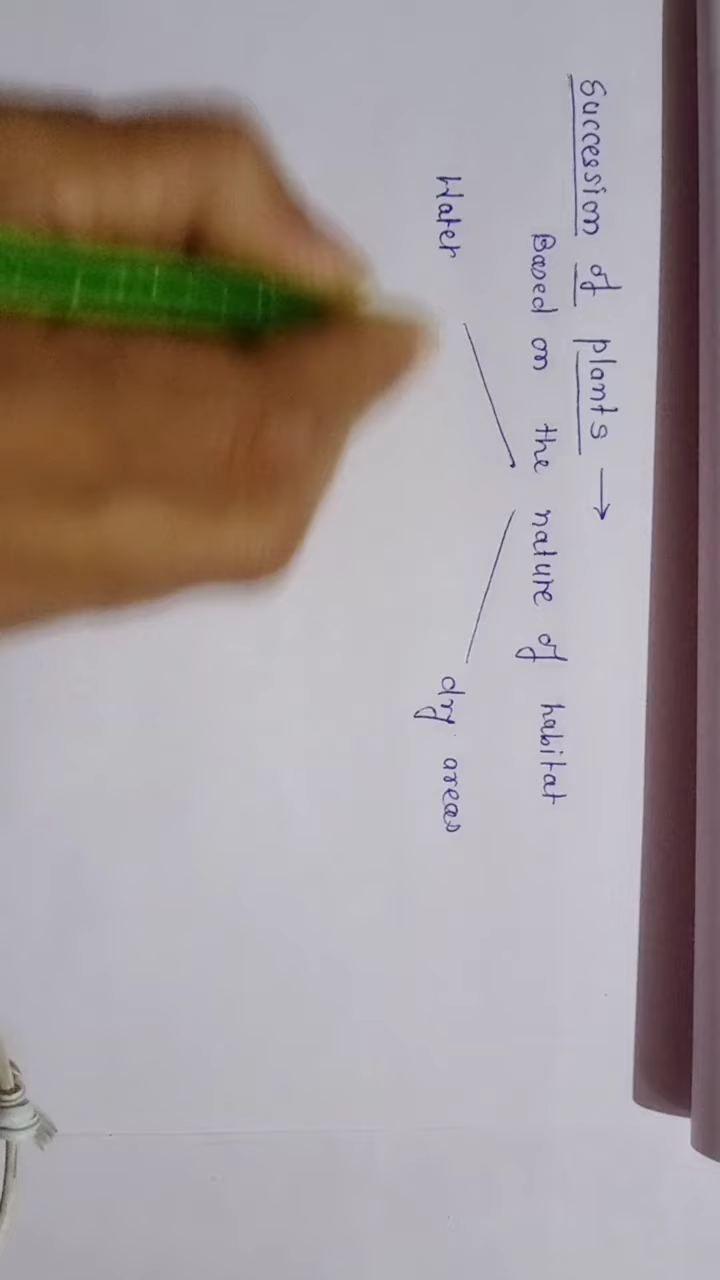 Succession of plants →
Based on the nature of habitat
Water dry areas